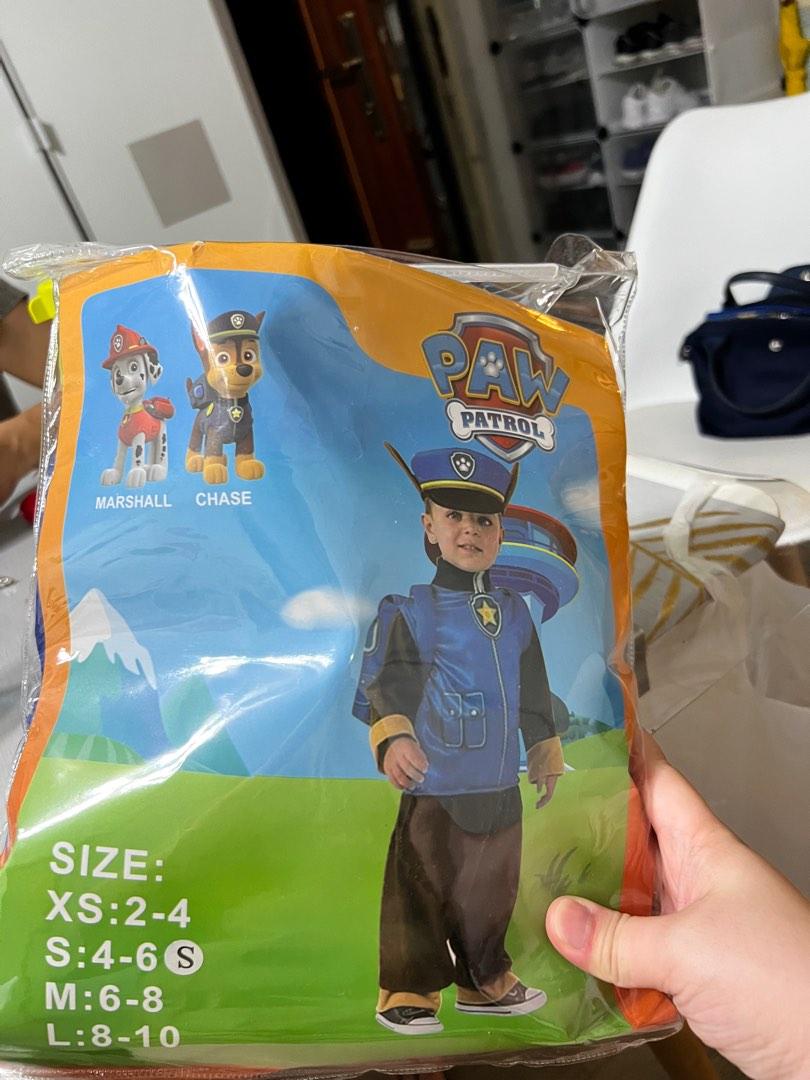 PAW
PATROL
MARSHALL CHASE
SIZE:
XS:2-4
S:4-6 S
M:6-8
L:8-10